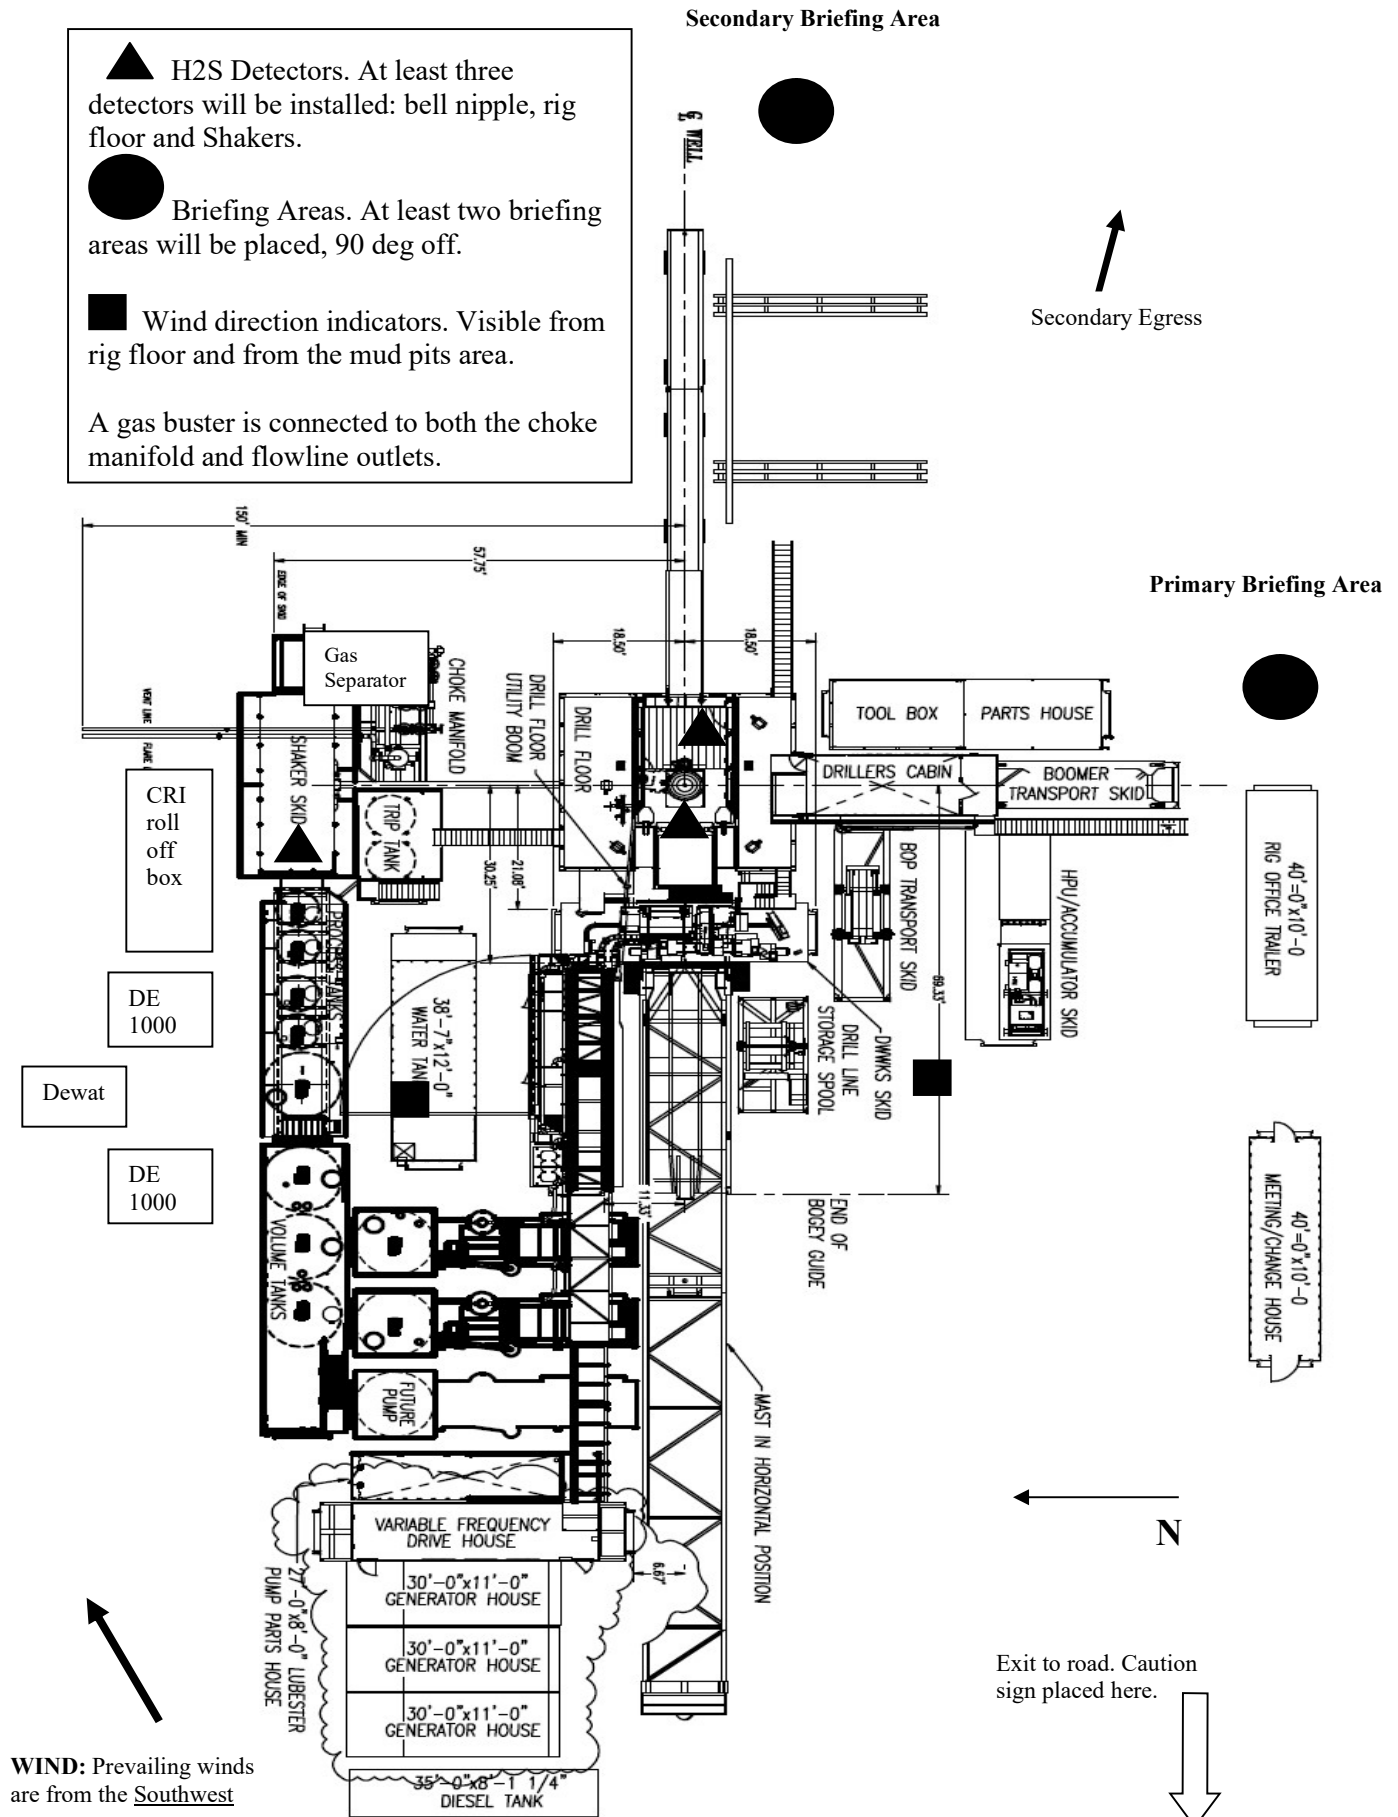 Secondary Briefing Area
H2S Detectors. At least three
detectors will be installed: bell nipple, rig
floor and Shakers.
Briefing Areas. At least two briefing
areas will be placed, 90 deg off.
Wind direction indicators. Visible from
rig floor and from the mud pits area.
A gas buster is connected to both the choke
manifold and flowline outlets.
℄ WELL
Secondary Egress
150' MIN
57.75'
EDGE OF SKID
Primary Briefing Area
18.50'
18.50'
Gas
Separator
CHOKE MANIFOLD
DRILL FLOOR
UTILITY BOOM
DRILL FLOOR
TOOL BOX
PARTS HOUSE
VENT LINE
FLARE
SHAKER SKID
DRILLERS CABIN
BOOMER
TRANSPORT SKID
CRI
roll
off
box
TRIP
TANK
30.25'
21.08'
BOP TRANSPORT SKID
HPU/ACCUMULATOR SKID
40'=0"x10'-0
RIG OFFICE TRAILER
PROCESS TANKS
DE
1000
38'-7"x12'-0"
WATER TANK
DRILL LINE
STORAGE SPOOL
DWWKS SKID
69.33'
Dewat
DE
1000
VOLUME TANKS
11.33'
END OF
BOGEY GUIDE
40'=0"x10'-0
MEETING/CHANGE HOUSE
FUTURE
PUMP
MAST IN HORIZONTAL POSITION
VARIABLE FREQUENCY
DRIVE HOUSE
6.67'
N
27'-0"x8'-0" LUBESTER
PUMP PARTS HOUSE
30'-0"x11'-0"
GENERATOR HOUSE
30'-0"x11'-0"
GENERATOR HOUSE
30'-0"x11'-0"
GENERATOR HOUSE
Exit to road. Caution
sign placed here.
WIND: Prevailing winds
are from the Southwest
35'-0"x8'-1 1/4"
DIESEL TANK